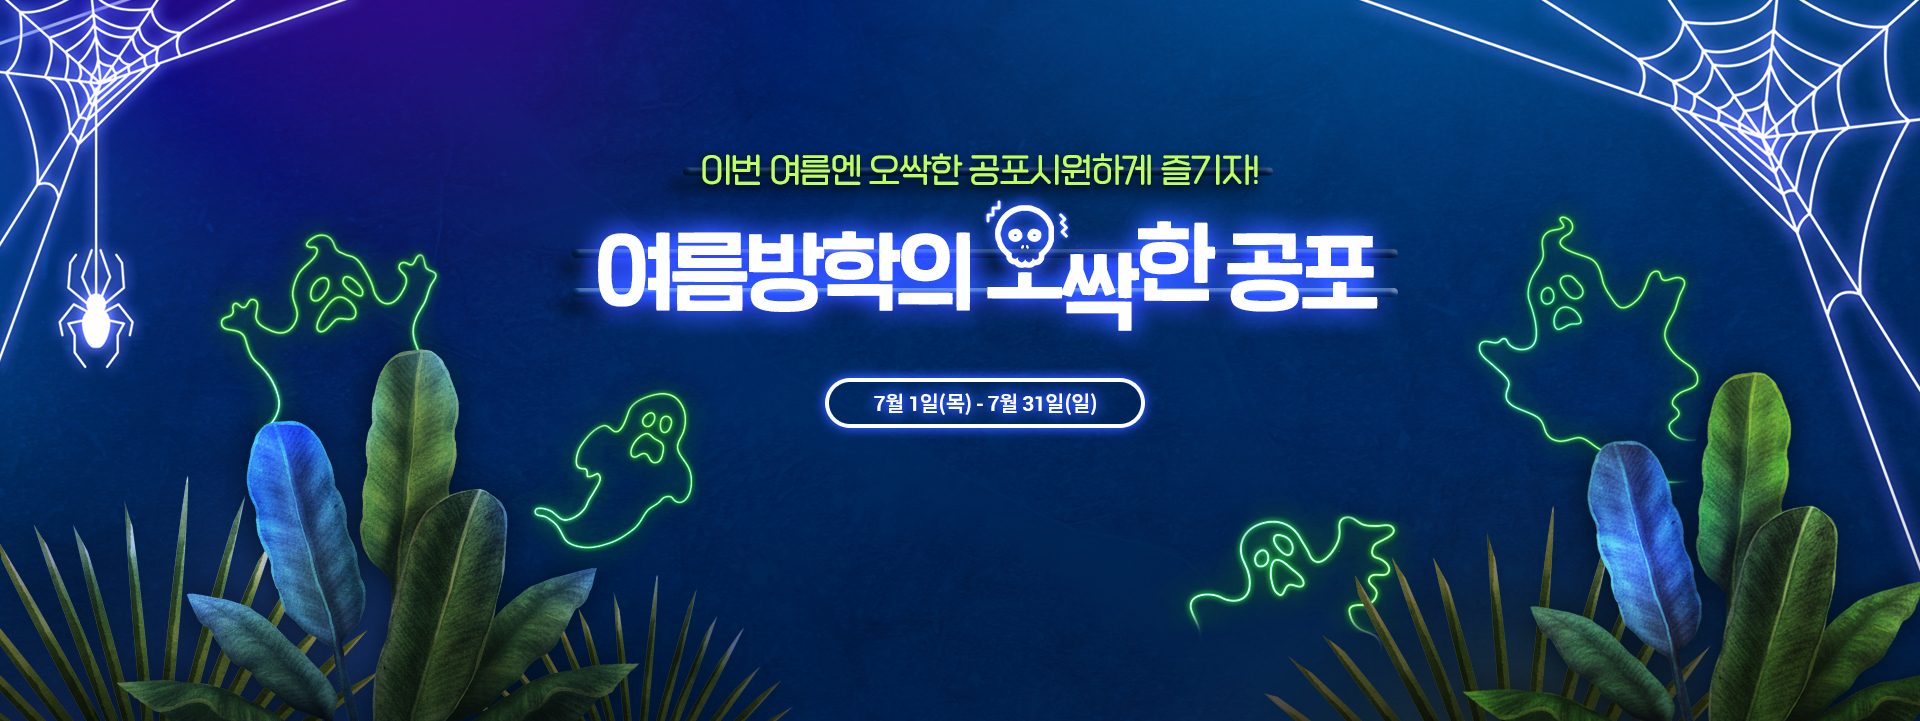 이번 여름엔 오싹한 공포시원하게 즐기자!
여름방학의 오싹한 공포
7월 1일(목) - 7월 31일(일)